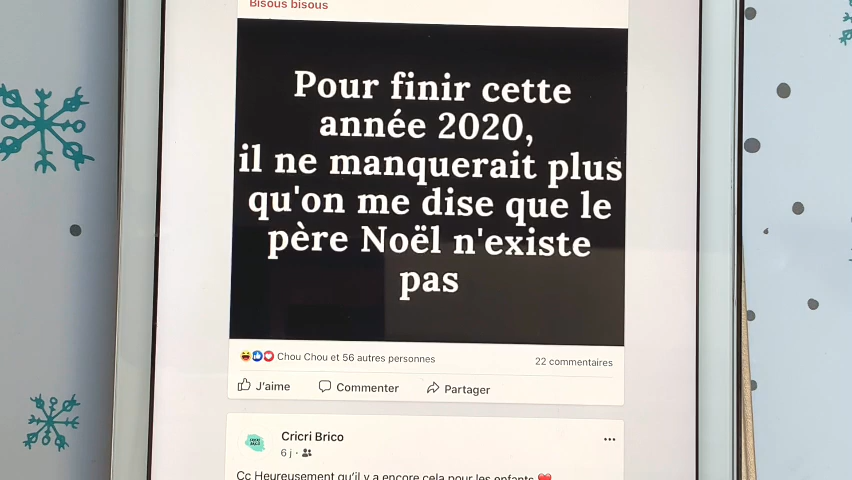 Bisous bisous
Pour finir cette
année 2020,
il ne manquerait plus
qu'on me dise que le
père Noël n'existe
pas
Chou Chou et 56 autres personnes
22 commentaires
J'aime
Commenter
Partager
Cricri Brico
6 j
Cc Heureusement qu'il y a encore cela pour les enfants